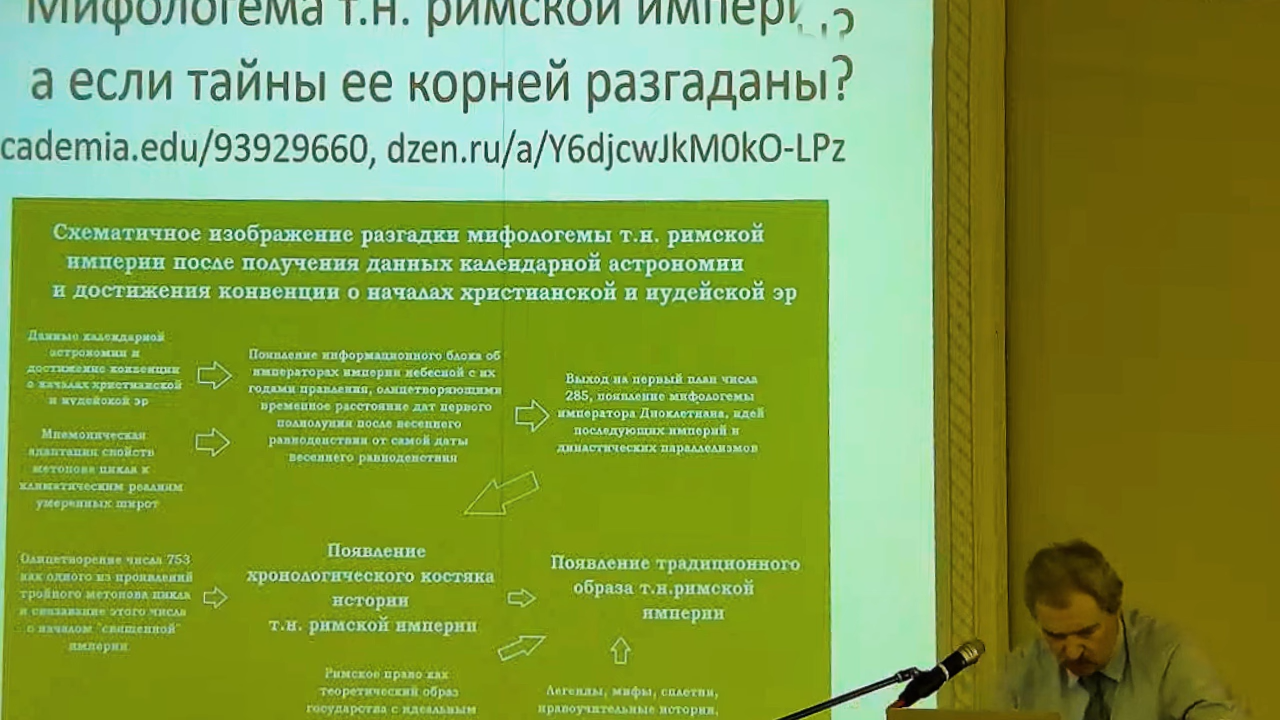 Мифологема т.н. римской импери
а если тайны ее корней разгаданы?
cademia.edu/93929660, dzen.ru/a/Y6djcwJkM0kO-LPz
Схематичное изображение разгадки мифологемы т.н. римской
империи после получения данных календарной астрономии
и достижения конвенции о началах христианской и иудейской эр
Данные календарной
астрономии и
достижение конвенции
о началах христианской
и иудейской эр
Мнемоническая
адаптация свойств
метонова цикла к
климатическим реалиям
умеренных широт
Появление информационного блока об
императорах империи небесной с их
годами правления, олицетворяющими
временное расстояние дат первого
полнолуния после весеннего
равноденствия от самой даты
весеннего равноденствия
Выход на первый план числа
285, появление мифологемы
императора Диоклетиана, идей
последующих империй и
династических параллелизмов
Олицетворение числа 753
как одного из проявлений
тройного метонова цикла
и связывание этого числа
с началом "священной"
империи
Появление
хронологического костяка
истории
т.н. римской империи
Появление традиционного
образа т.н.римской
империи
Римское право как
теоретический образ
государства с идеальным
Легенды, мифы, сплетни,
нравоучительные истории,